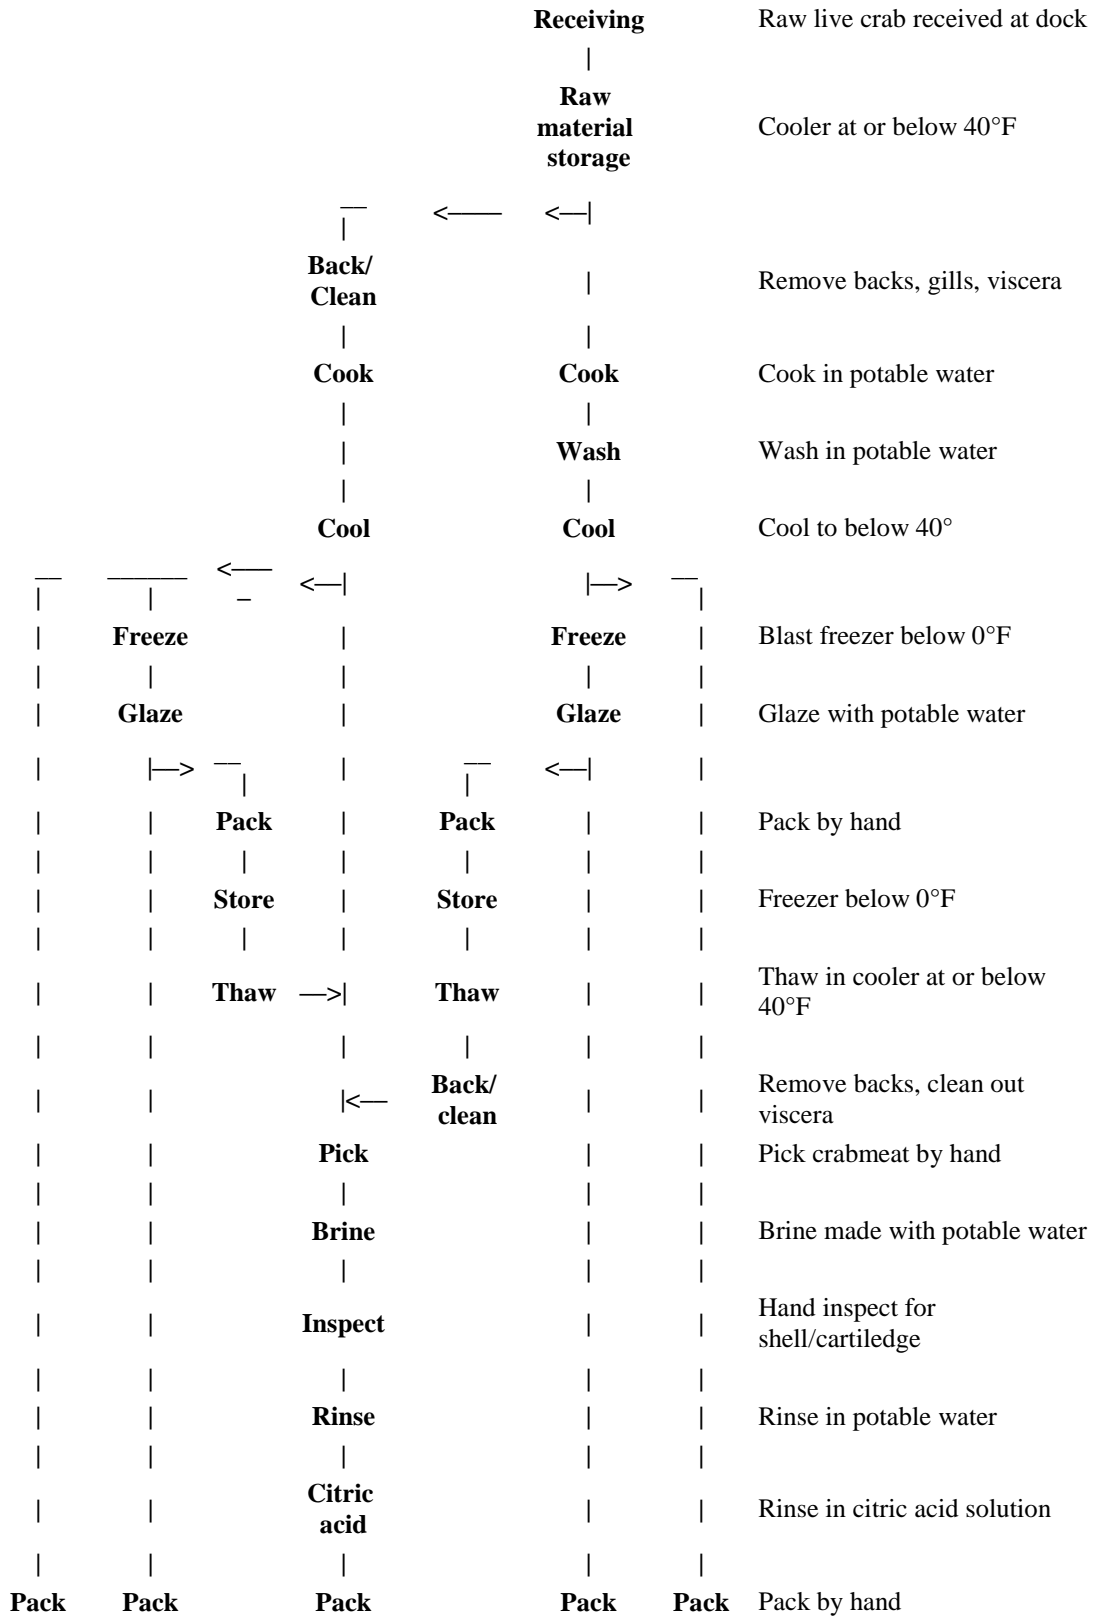 Receiving Raw live crab received at dock
Raw
material
storage
Cooler at or below 40°F
Back/
Clean
Remove backs, gills, viscera
Cook Cook Cook in potable water
Wash Wash in potable water
Cool Cool Cool to below 40°
Freeze Freeze Blast freezer below 0°F
Glaze Glaze Glaze with potable water
Pack Pack Pack by hand
Store Store Freezer below 0°F
Thaw Thaw Thaw in cooler at or below
40°F
Back/
clean
Remove backs, clean out
viscera
Pick Pick crabmeat by hand
Brine Brine made with potable water
Inspect Hand inspect for
shell/cartiledge
Rinse Rinse in potable water
Citric
acid
Rinse in citric acid solution
Pack Pack Pack Pack Pack Pack by hand